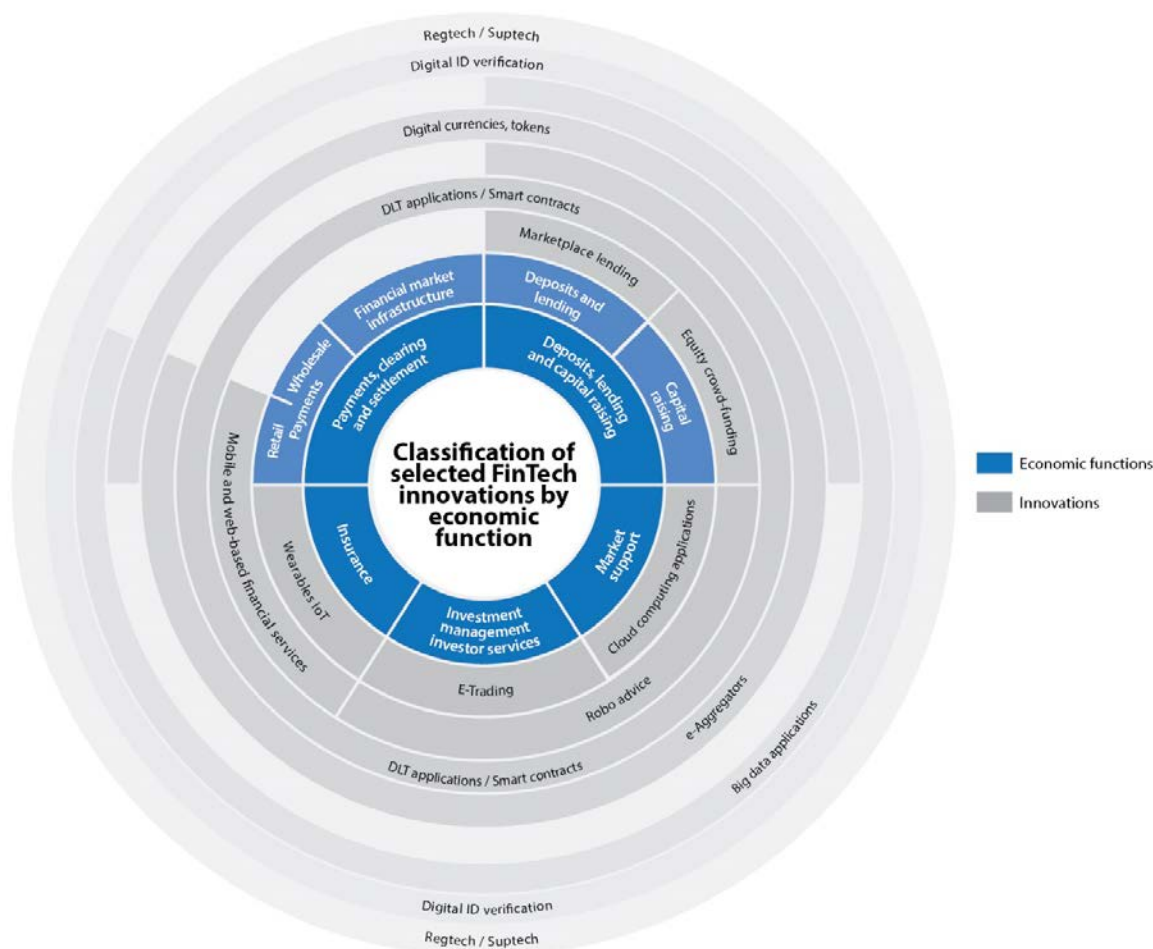 Regtech / Suptech
Digital ID verification
Digital currencies, tokens
DLT applications / Smart contracts
Marketplace lending
Equity crowd-funding
Financial market
infrastructure
Deposits and
lending
Wholesale
Retail
Payments
Capital
raising
Payments, clearing
and settlement
Deposits, lending
and capital raising
Classification of
selected FinTech
innovations by
economic
function
Economic functions
Innovations
Mobile and web-based financial services
Wearables IoT
Insurance
Investment
management
investor services
Market
support
Cloud computing applications
E-Trading
Robo advice
e-Aggregators
Big data applications
DLT applications / Smart contracts
Digital ID verification
Regtech / Suptech